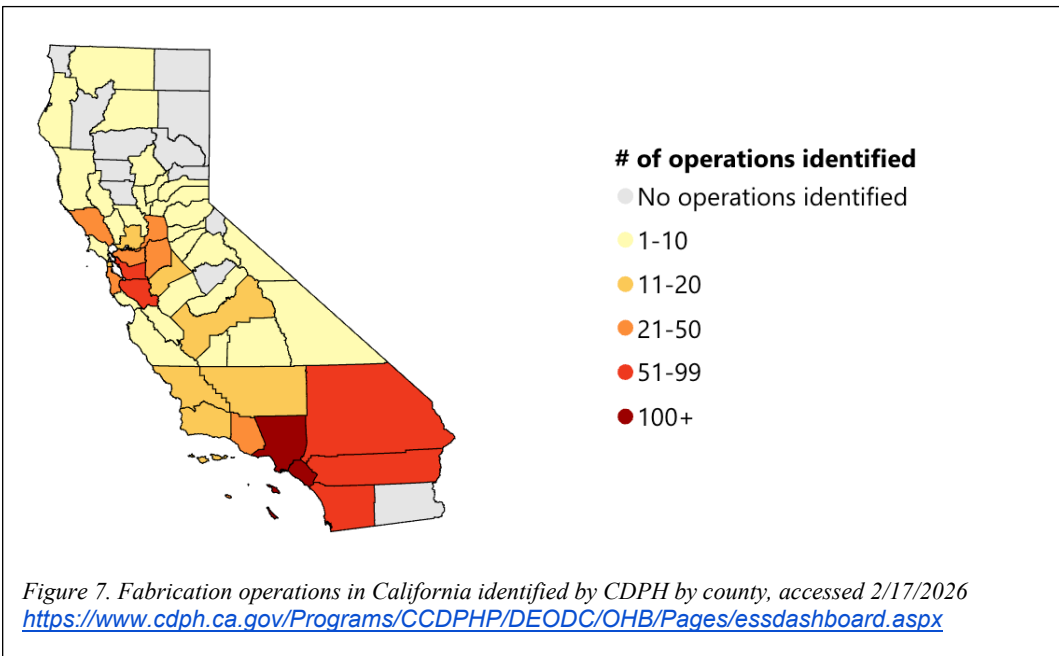 # of operations identified
No operations identified
1-10
11-20
21-50
51-99
100+
Figure 7. Fabrication operations in California identified by CDPH by county, accessed 2/17/2026
https://www.cdph.ca.gov/Programs/CCDPHP/DEODC/OHB/Pages/essdashboard.aspx